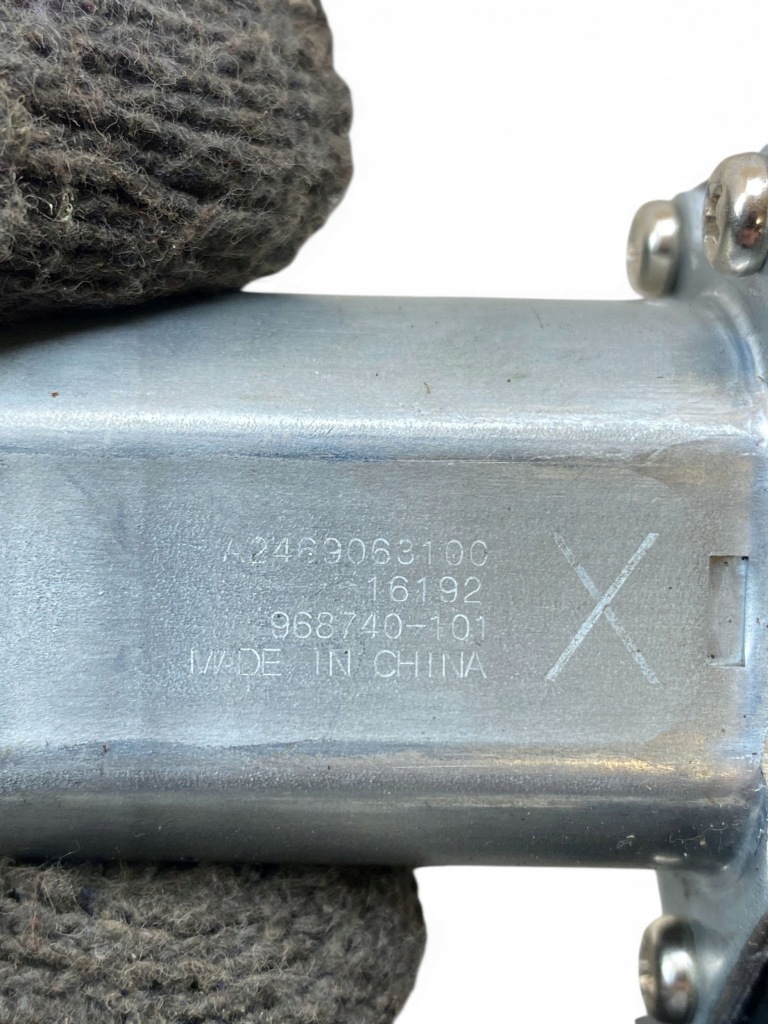 A2469063100
16192
968740-101
MADE IN CHINA
X